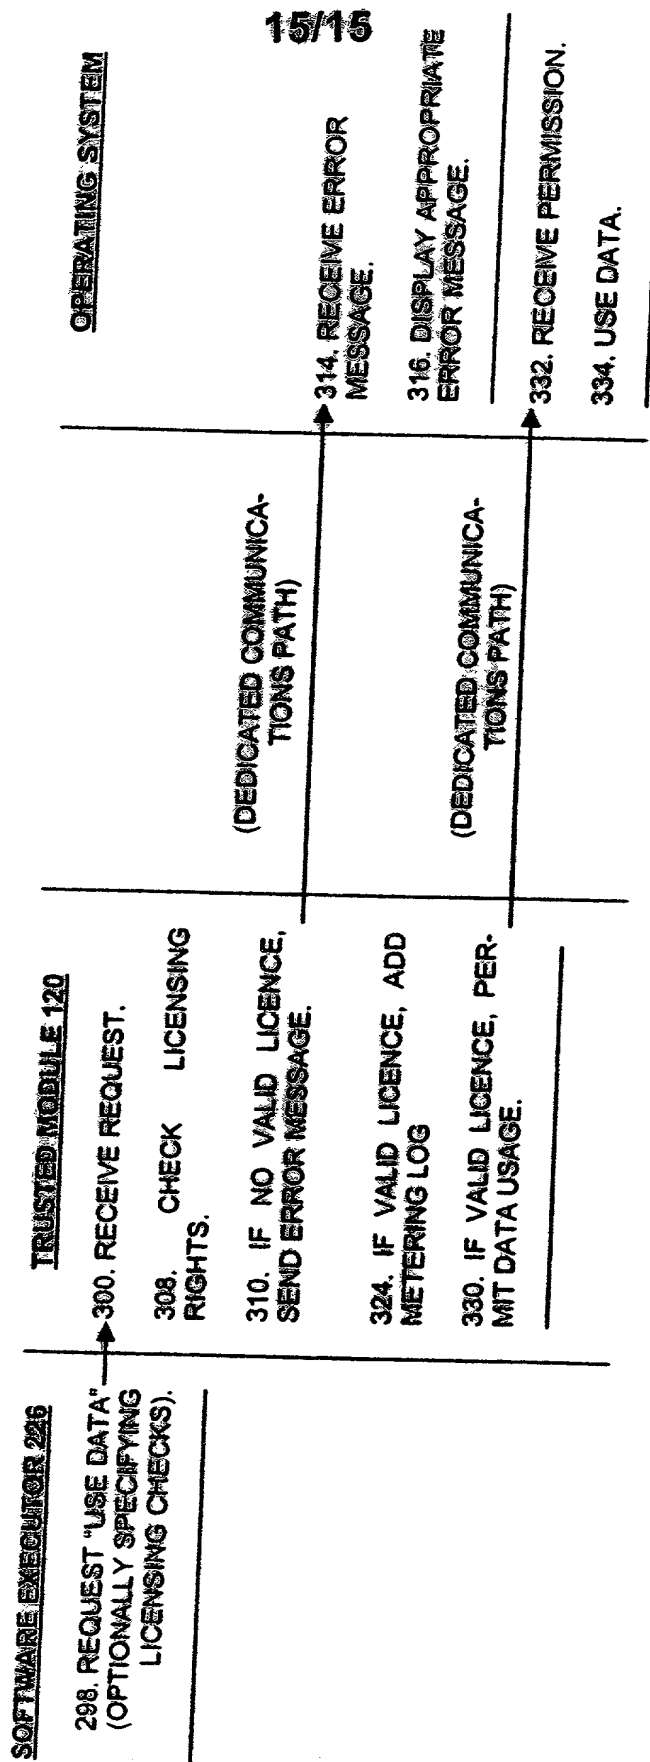 15/15
SOFTWARE EXECUTOR 226
298. REQUEST "USE DATA"
(OPTIONALLY SPECIFYING
LICENSING CHECKS).
TRUSTED MODULE 120
300. RECEIVE REQUEST.
308. CHECK LICENSING
RIGHTS.
310. IF NO VALID LICENCE,
SEND ERROR MESSAGE.
324. IF VALID LICENCE, ADD
METERING LOG
330. IF VALID LICENCE, PER-
MIT DATA USAGE.
(DEDICATED COMMUNICA-
TIONS PATH)
(DEDICATED COMMUNICA-
TIONS PATH)
OPERATING SYSTEM
314. RECEIVE ERROR
MESSAGE.
316. DISPLAY APPROPRIATE
ERROR MESSAGE.
332. RECEIVE PERMISSION.
334. USE DATA.